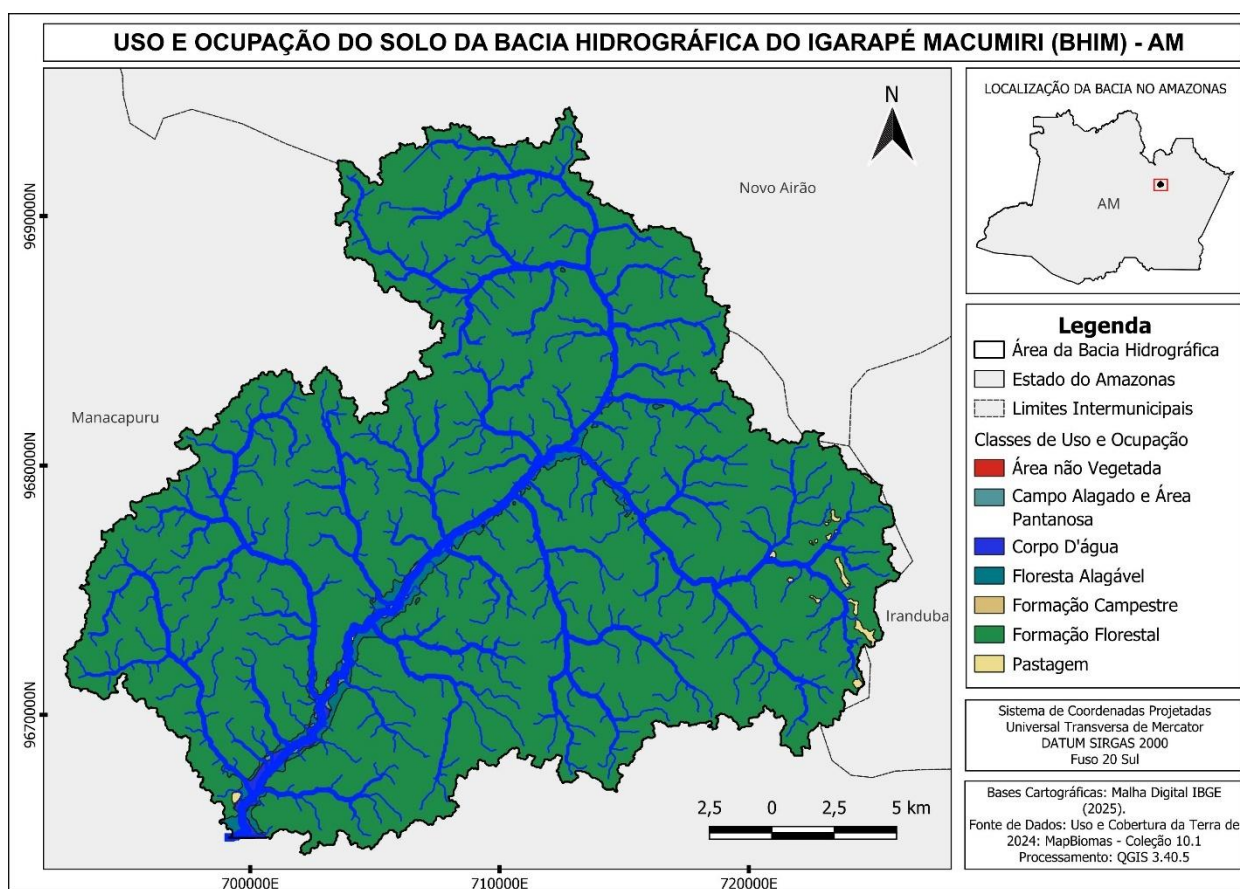 USO E OCUPAÇÃO DO SOLO DA BACIA HIDROGRÁFICA DO IGARAPÉ MACUMIRI (BHIM) - AM
N
Novo Airão
Manacapuru
Iranduba
9690000N
9680000N
9670000N
700000E
710000E
720000E
2,5 0 2,5 5 km
LOCALIZAÇÃO DA BACIA NO AMAZONAS
AM
Legenda
Área da Bacia Hidrográfica
Estado do Amazonas
Limites Intermunicipais
Classes de Uso e Ocupação
Área não Vegetada
Campo Alagado e Área
Pantanosa
Corpo D'água
Floresta Alagável
Formação Campestre
Formação Florestal
Pastagem
Sistema de Coordenadas Projetadas
Universal Transversa de Mercator
DATUM SIRGAS 2000
Fuso 20 Sul
Bases Cartográficas: Malha Digital IBGE
(2025).
Fonte de Dados: Uso e Cobertura da Terra de
2024: MapBiomas - Coleção 10.1
Processamento: QGIS 3.40.5